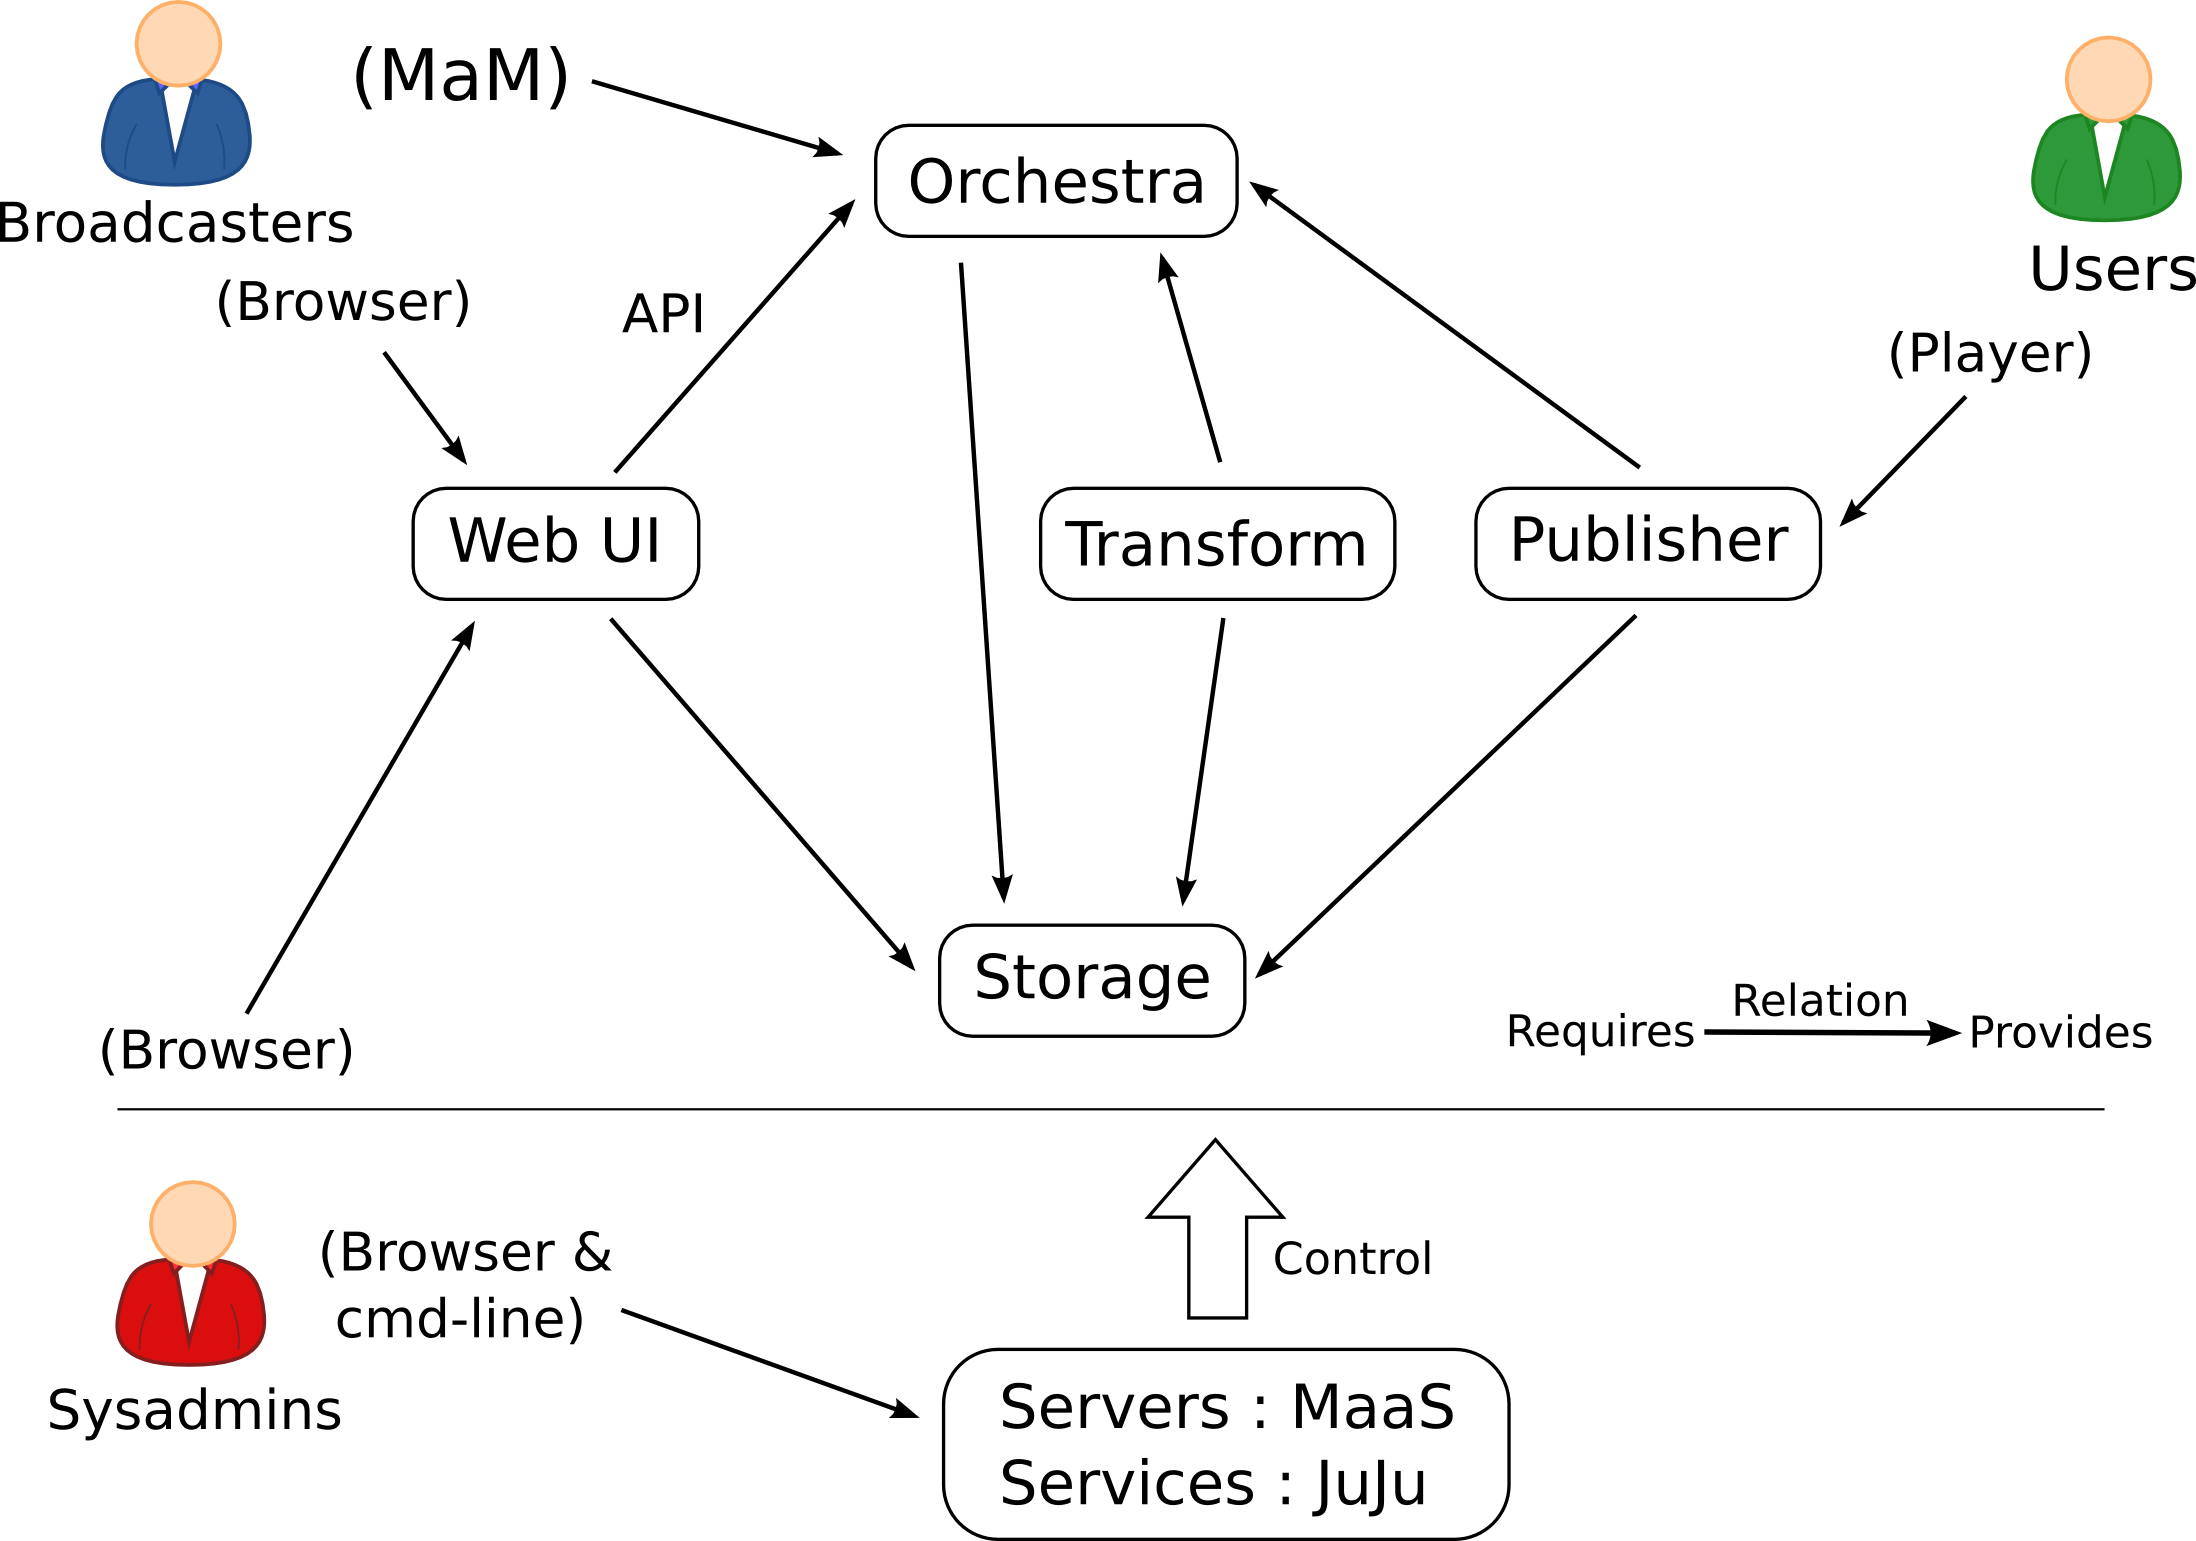 (MaM)
Orchestra
Broadcasters
Users
(Browser)
API
(Player)
Web UI
Transform
Publisher
Storage
Relation
Requires
Provides
(Browser)
(Browser &
cmd-line)
Control
Sysadmins
Servers : MaaS
Services : JuJu